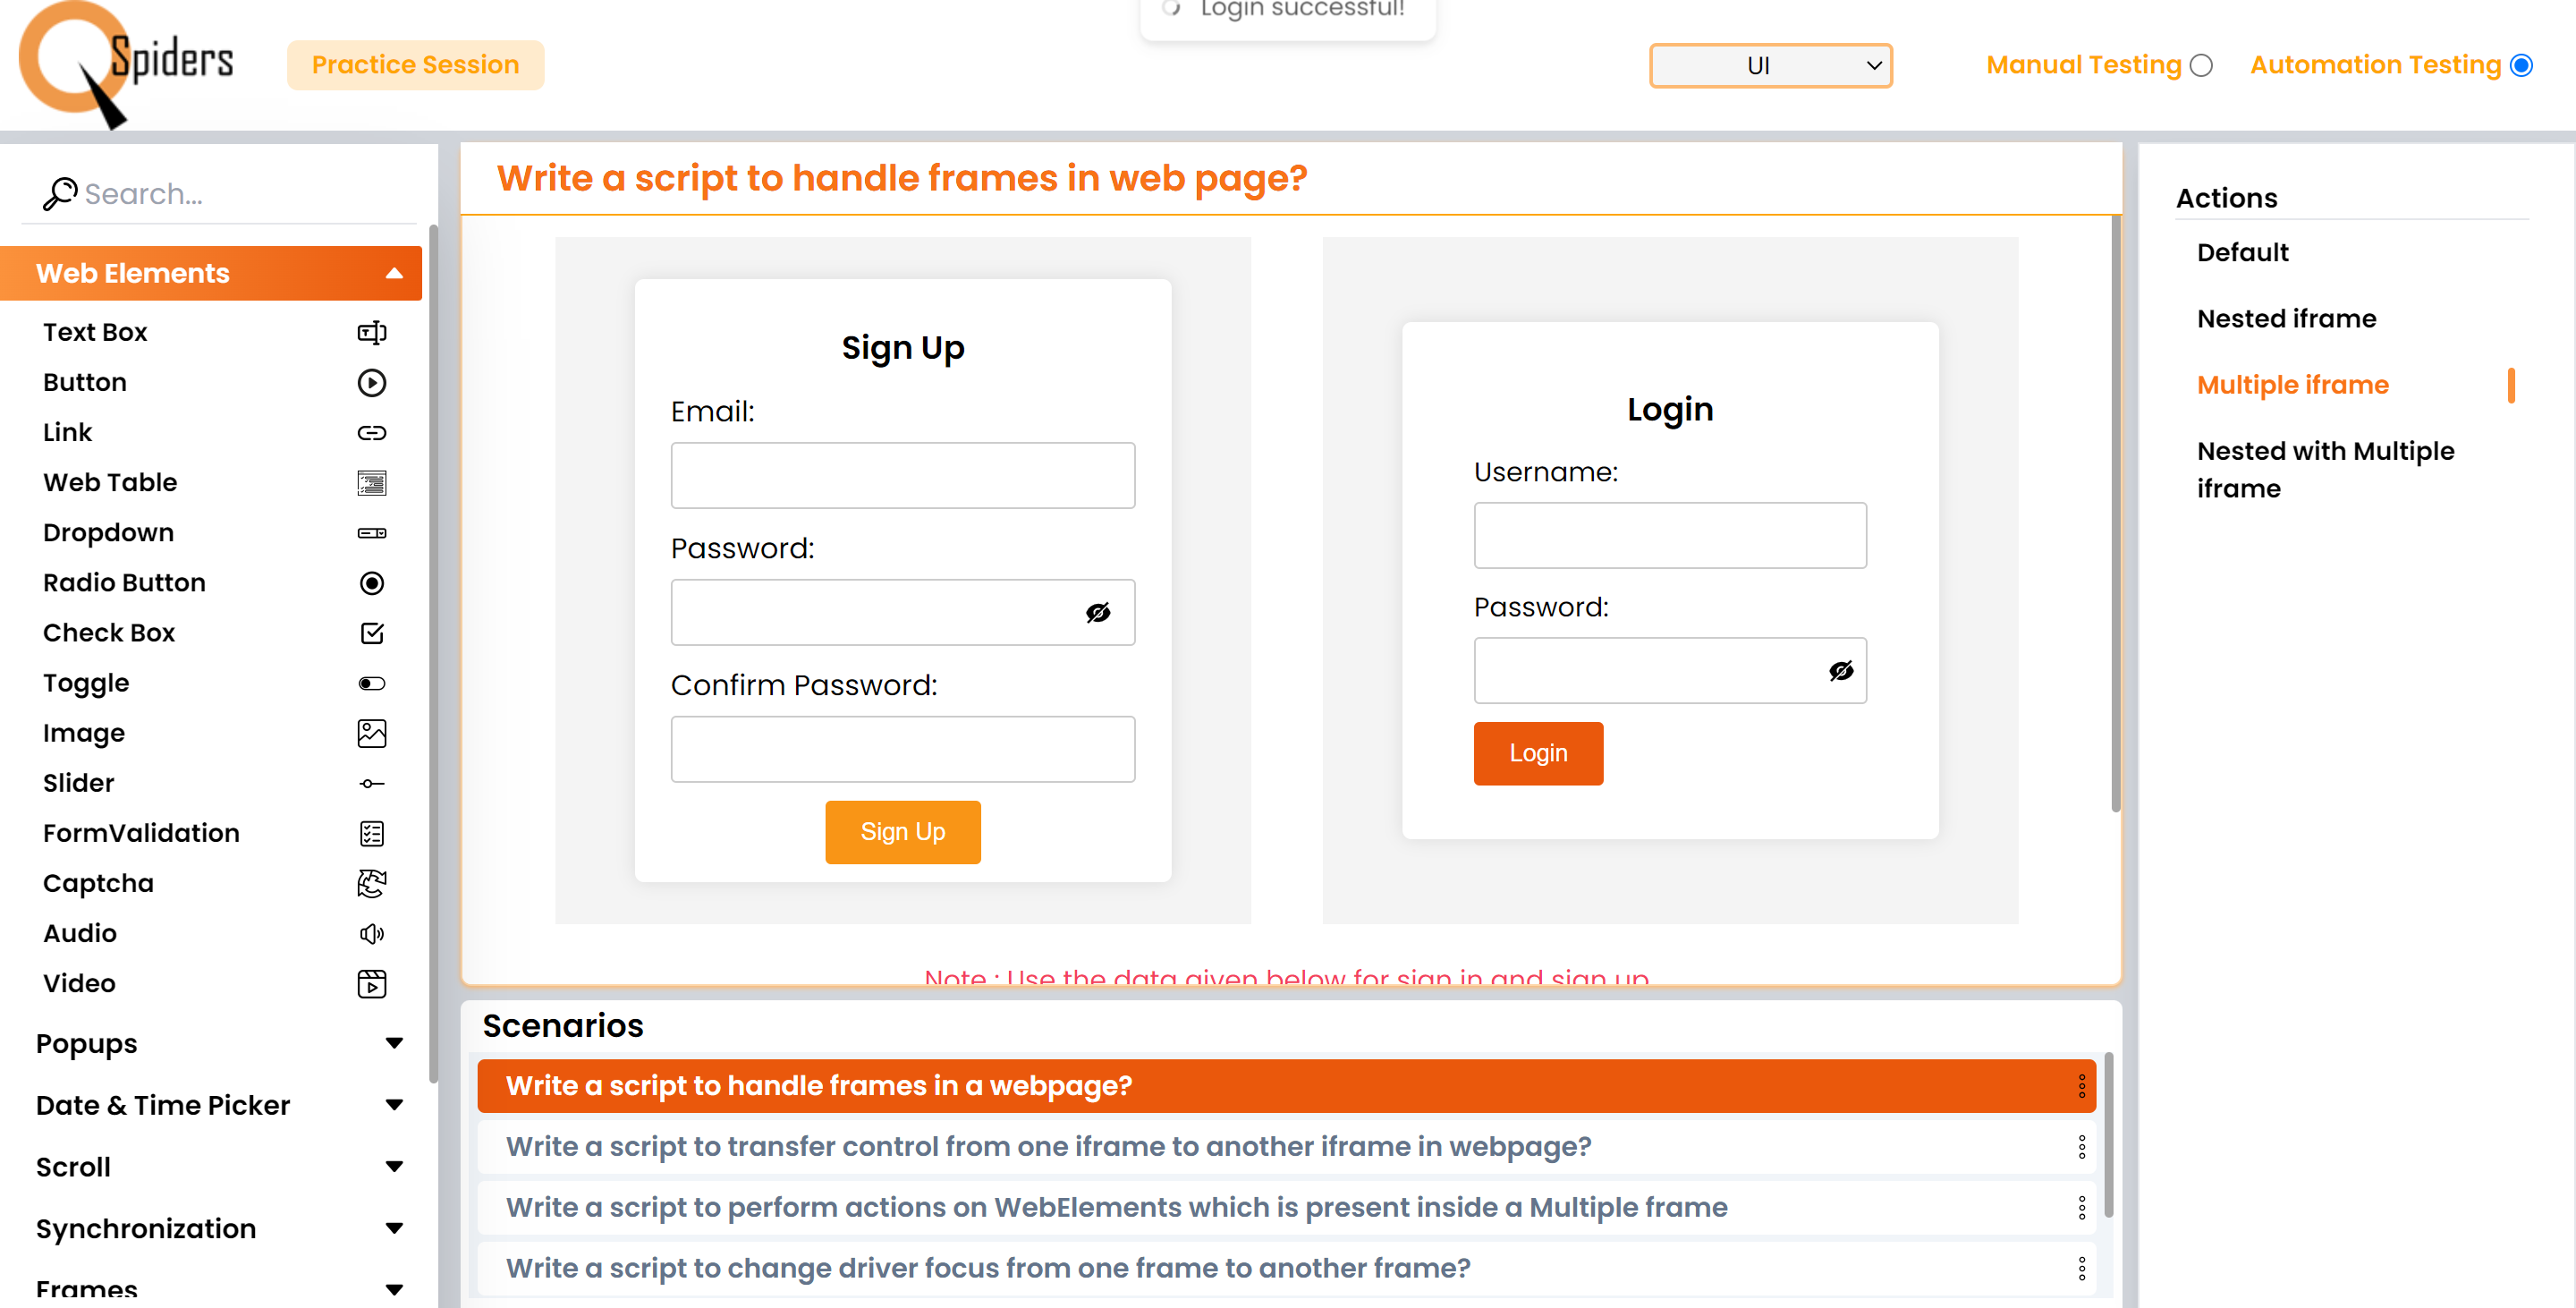 Login successful!
Spiders
Practice Session
UI
Manual Testing
Automation Testing
Search...
Web Elements
Text Box
Button
Link
Web Table
Dropdown
Radio Button
Check Box
Toggle
Image
Slider
FormValidation
Captcha
Audio
Video
Popups
Date & Time Picker
Scroll
Synchronization
Frames
Write a script to handle frames in web page?
Sign Up
Email:
Password:
Confirm Password:
Sign Up
Login
Username:
Password:
Login
Note : Use the data given below for sign in and sign up
Scenarios
Write a script to handle frames in a webpage?
Write a script to transfer control from one iframe to another iframe in webpage?
Write a script to perform actions on WebElements which is present inside a Multiple frame
Write a script to change driver focus from one frame to another frame?
Actions
Default
Nested iframe
Multiple iframe
Nested with Multiple
iframe